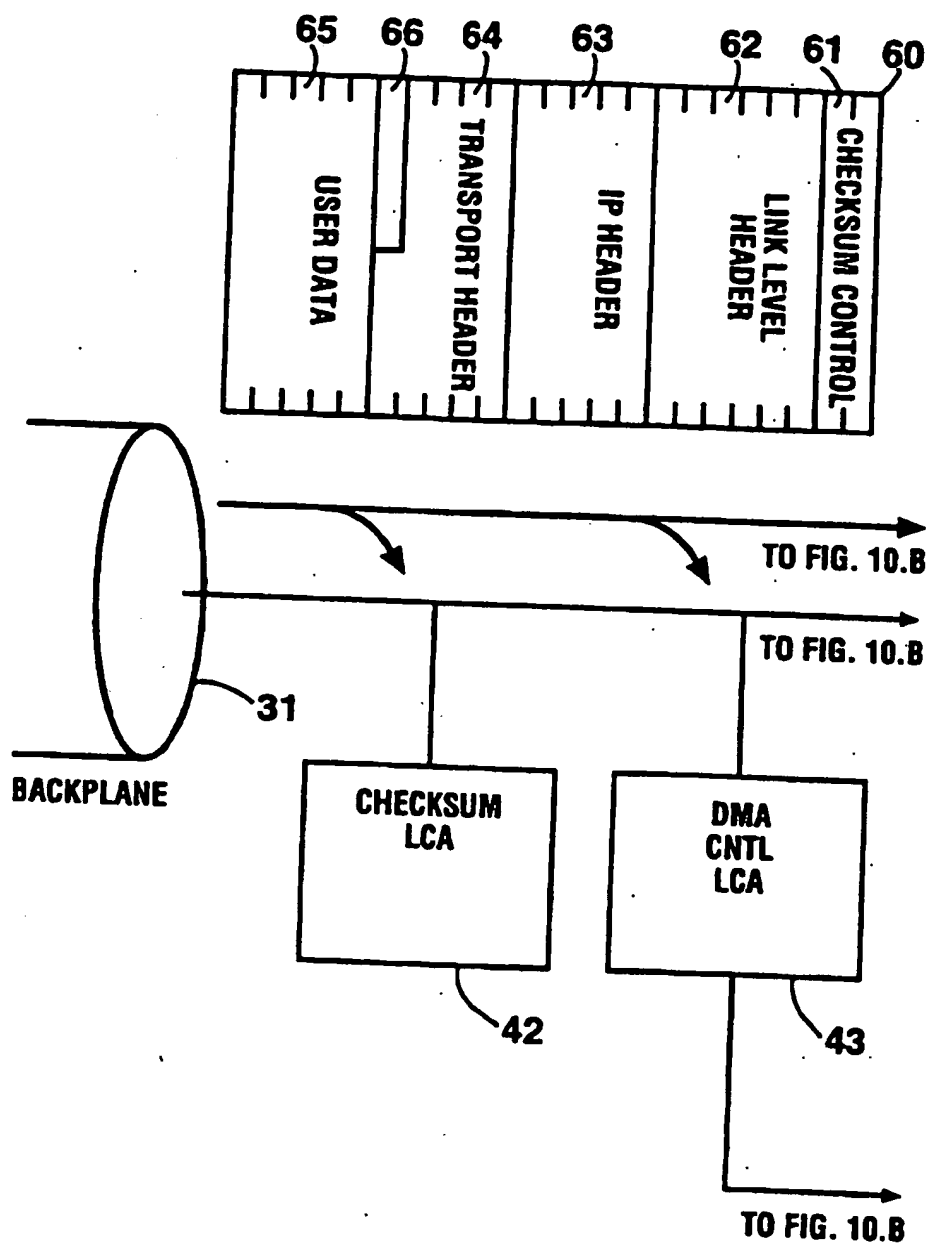 65 66 64 63 62 61 60
USER DATA
TRANSPORT HEADER
IP HEADER
LINK LEVEL
HEADER
CHECKSUM CONTROL
TO FIG. 10.B
TO FIG. 10.B
31
BACKPLANE
CHECKSUM
LCA
DMA
CNTL
LCA
42
43
TO FIG. 10.B